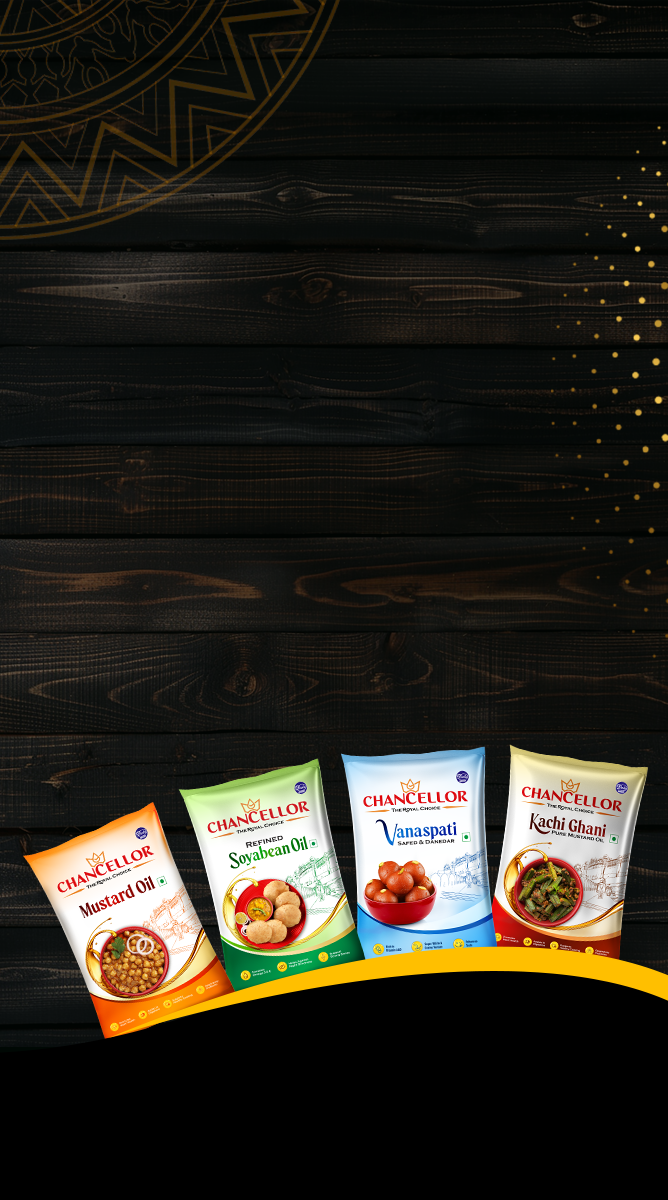 CHANCELLOR
THE ROYAL CHOICE
Mustard Oil
CHANCELLOR
THE ROYAL CHOICE
REFINED
Soyabean Oil
CHANCELLOR
THE ROYAL CHOICE
Vanaspati
SAFED & DANEDAR
CHANCELLOR
THE ROYAL CHOICE
Kachi Ghani
PURE MUSTARD OIL